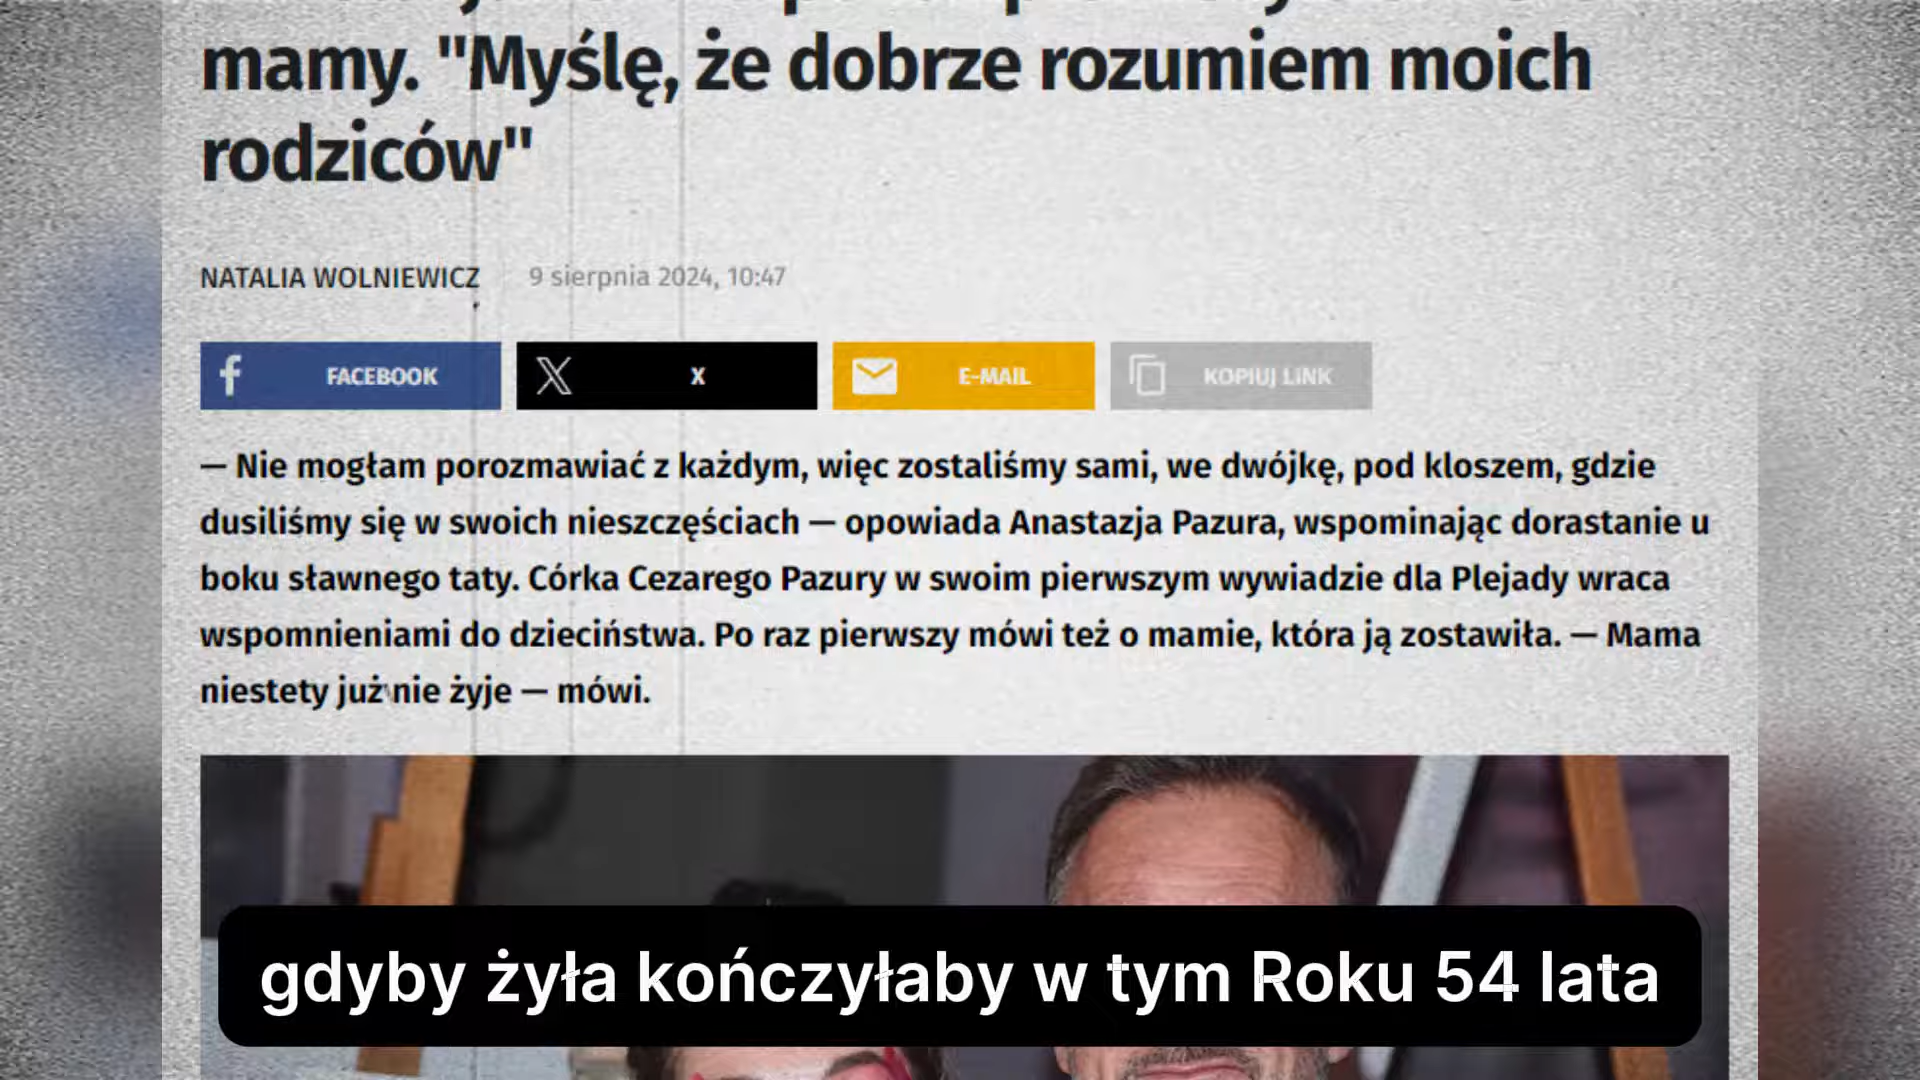 mamy. "Myślę, że dobrze rozumiem moich
rodziców"
NATALIA WOLNIEWICZ 9 sierpnia 2024, 10:47
FACEBOOK X E-MAIL KOPIUJ LINK
— Nie mogłam porozmawiać z każdym, więc zostaliśmy sami, we dwójkę, pod kloszem, gdzie
dusiliśmy się w swoich nieszczęściach — opowiada Anastazja Pazura, wspominając dorastanie u
boku sławnego taty. Córka Cezarego Pazury w swoim pierwszym wywiadzie dla Plejady wraca
wspomnieniami do dzieciństwa. Po raz pierwszy mówi też o mamie, która ją zostawiła. — Mama
niestety już nie żyje — mówi.
gdyby żyła kończyłaby w tym Roku 54 lata